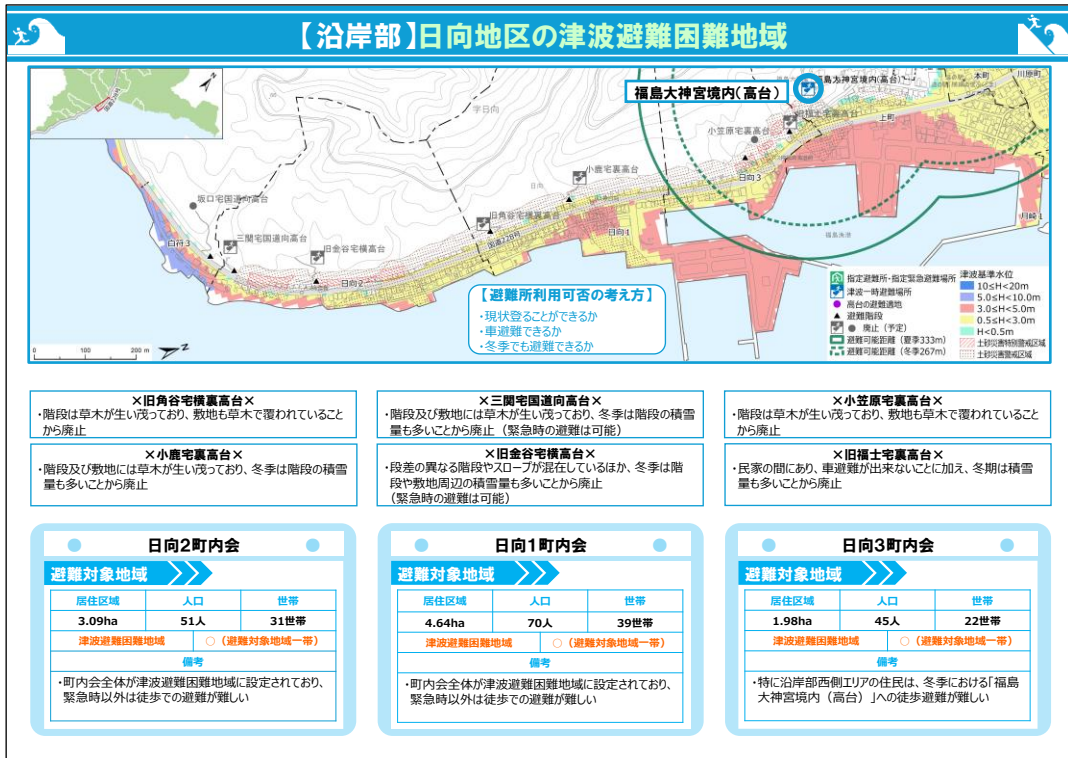 【沿岸部】日向地区の津波避難困難地域
国道228号
福島大神宮境内(高台)
福島大神宮境内(高台)
本町
川原町
上町
旧福士宅裏高台
小笠原宅裏高台
字日向
日向3
小鹿宅裏高台
日向
坂口宅国道向高台
旧角谷宅横裏高台
国道228号
日向1
月崎1
白符3
三関宅国道向高台
旧金谷宅横高台
福島漁港
日向2
【避難所利用可否の考え方】
・現状登ることができるか
・車避難できるか
・冬季でも避難できるか
指定避難所・指定緊急避難場所
津波一時避難場所
高台の避難適地
避難階段
廃止（予定）
避難可能距離（夏季333m）
避難可能距離（冬季267m）
津波基準水位
10≤H<20m
5.0≤H<10.0m
3.0≤H<5.0m
0.5≤H<3.0m
H<0.5m
土砂災害特別警戒区域
土砂災害警戒区域
0 100 200 m
Z
×旧角谷宅横裏高台×
・階段は草木が生い茂っており、敷地も草木で覆われていること
から廃止
×三関宅国道向高台×
・階段及び敷地には草木が生い茂っており、冬季は階段の積雪
量も多いことから廃止（緊急時の避難は可能）
×小笠原宅裏高台×
・階段は草木が生い茂っており、敷地も草木で覆われていること
から廃止
×小鹿宅裏高台×
・階段及び敷地には草木が生い茂っており、冬季は階段の積雪
量も多いことから廃止
×旧金谷宅横高台×
・段差の異なる階段やスロープが混在しているほか、冬季は階
段や敷地周辺の積雪量も多いことから廃止
（緊急時の避難は可能）
×旧福士宅裏高台×
・民家の間にあり、車避難が出来ないことに加え、冬期は積雪
量も多いことから廃止
日向2町内会
避難対象地域
居住区域 人口 世帯
3.09ha 51人 31世帯
津波避難困難地域 ○（避難対象地域一帯）
備考
・町内会全体が津波避難困難地域に設定されており、
緊急時以外は徒歩での避難が難しい
日向1町内会
避難対象地域
居住区域 人口 世帯
4.64ha 70人 39世帯
津波避難困難地域 ○（避難対象地域一帯）
備考
・町内会全体が津波避難困難地域に設定されており、
緊急時以外は徒歩での避難が難しい
日向3町内会
避難対象地域
居住区域 人口 世帯
1.98ha 45人 22世帯
津波避難困難地域 ○（避難対象地域一帯）
備考
・特に沿岸部西側エリアの住民は、冬季における「福島
大神宮境内（高台）」への徒歩避難が難しい